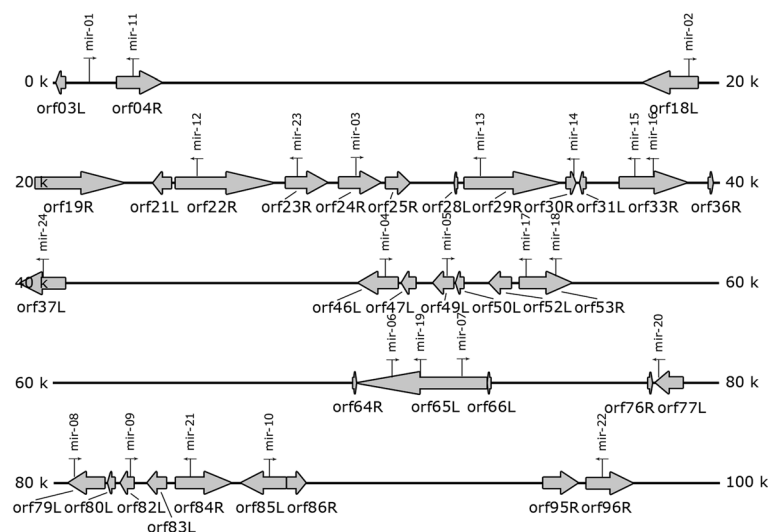 mir-01 mir-11 mir-02
0 k 20 k
orf03L orf04R orf18L
mir-12 mir-23 mir-03 mir-13 mir-14 mir-15 mir-16
20 k 40 k
orf19R orf21L orf22R orf23R orf24R orf25R orf28L orf29R orf30R orf31L orf33R orf36R
mir-24 mir-04 mir-05 mir-17 mir-18
40 k 60 k
orf37L orf46L orf47L orf49L orf50L orf52L orf53R
mir-06 mir-19 mir-07 mir-20
60 k 80 k
orf64R orf65L orf66L orf76R orf77L
mir-08 mir-09 mir-21 mir-10 mir-22
80 k 100 k
orf79L orf80L orf82L orf84R orf85L orf86R orf95R orf96R
orf83L